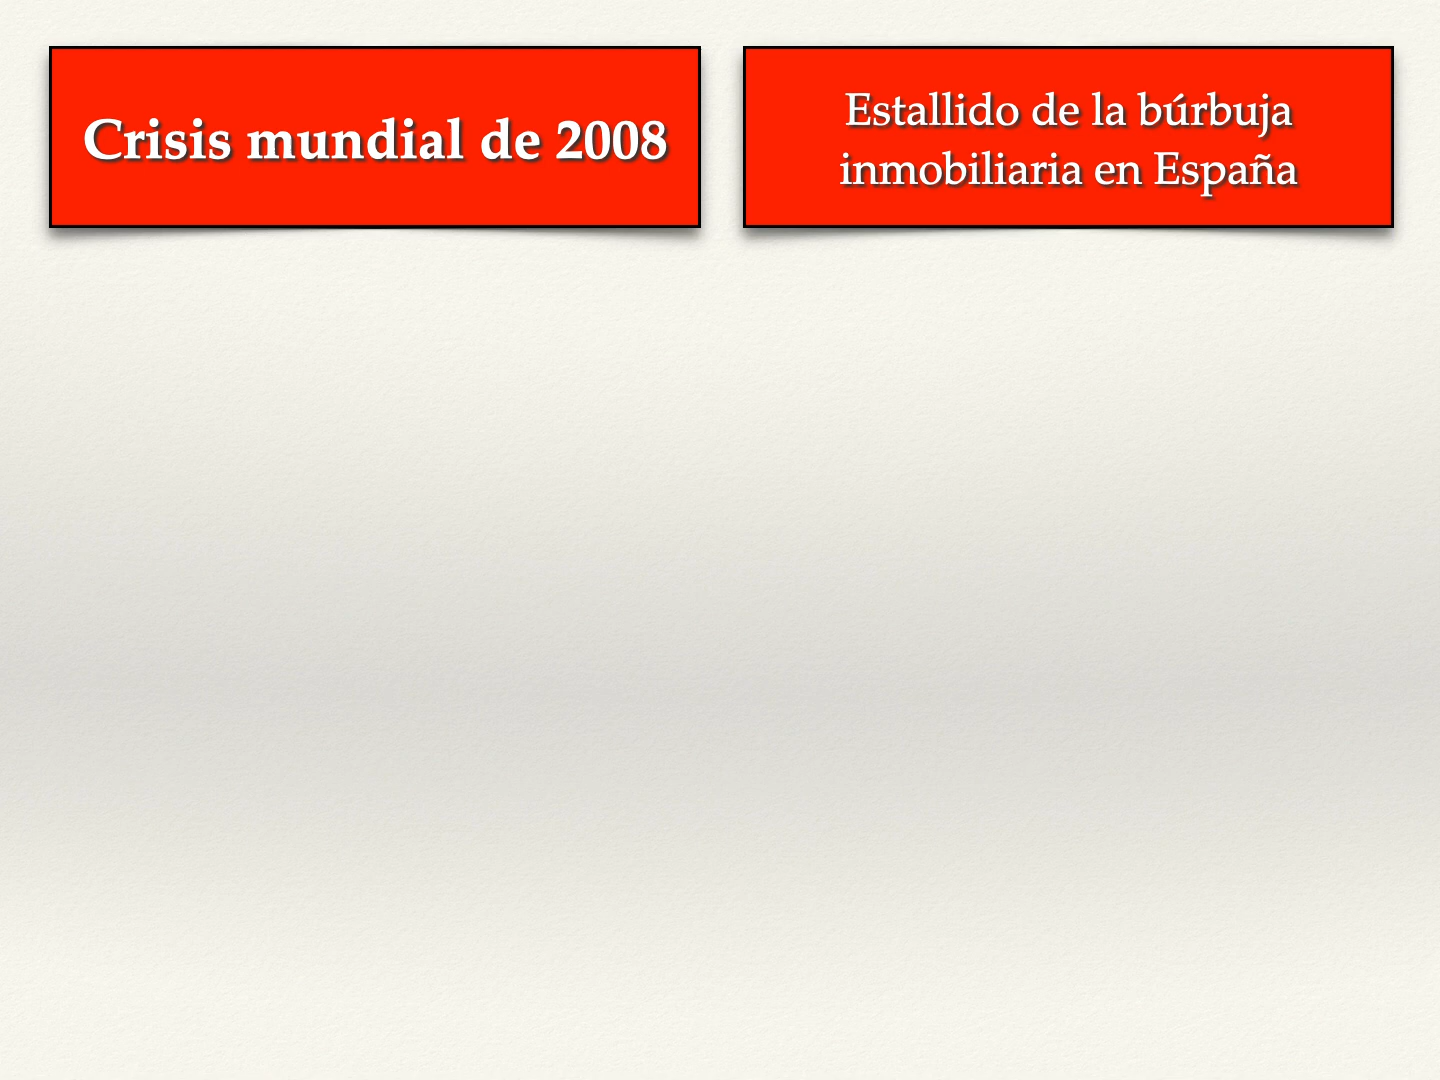 Crisis mundial de 2008
Estallido de la búrbuja
inmobiliaria en España